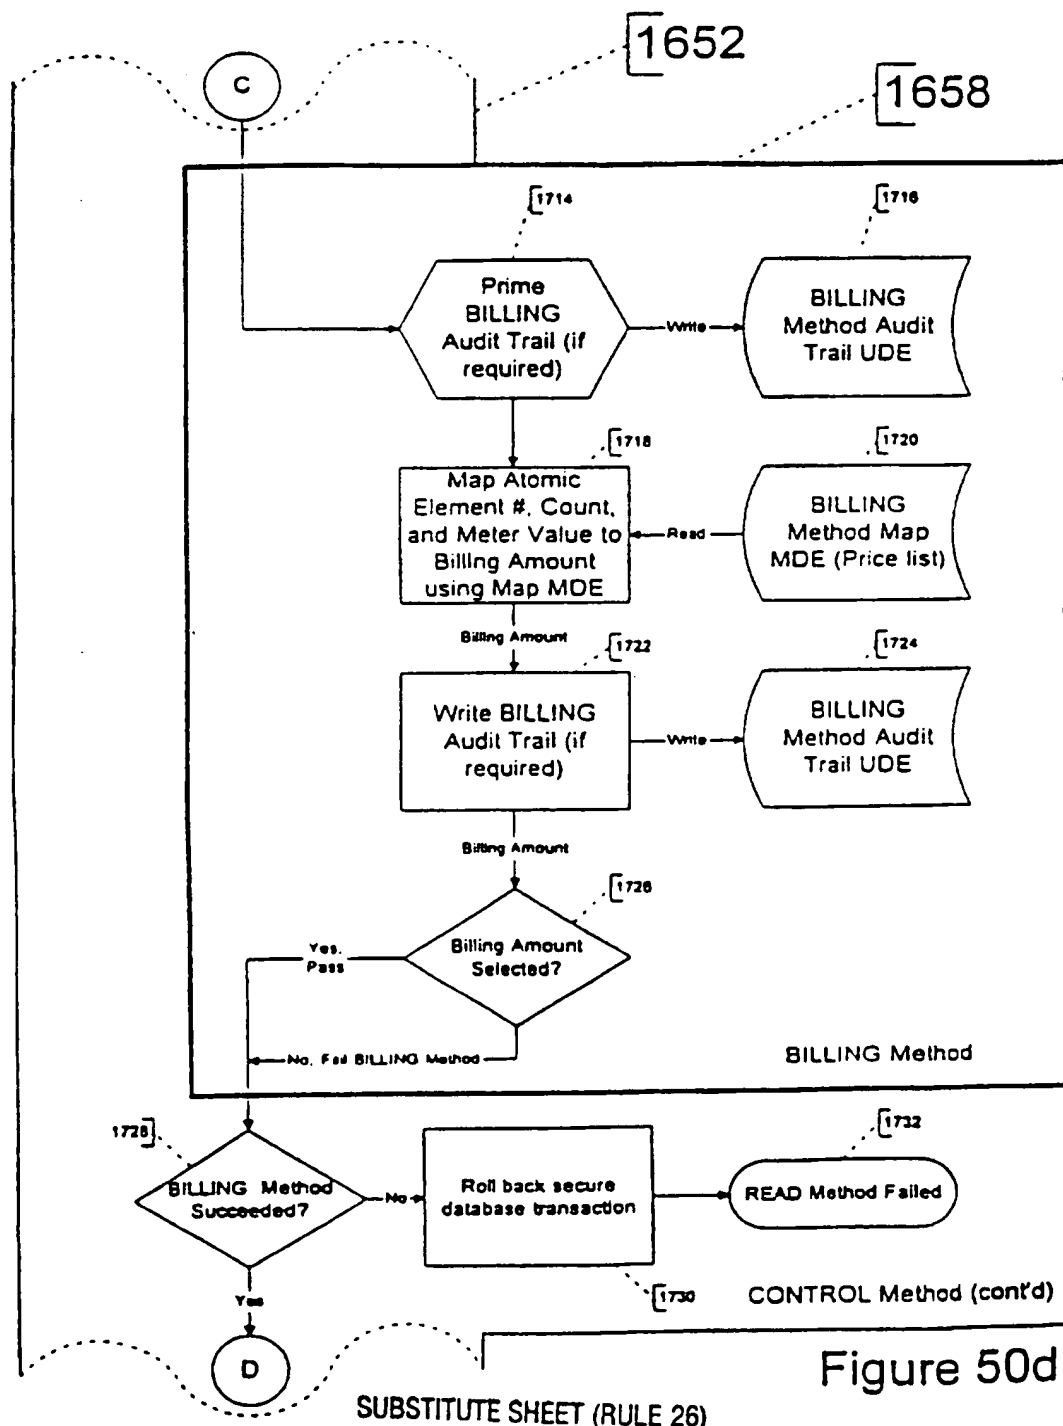 1652
C
1658
1714
1716
Prime
BILLING
Audit Trail (if
required)
Write
BILLING
Method Audit
Trail UDE
1718
1720
Map Atomic
Element #, Count,
and Meter Value to
Billing Amount
using Map MDE
Read
BILLING
Method Map
MDE (Price list)
Billing Amount
1722
1724
Write BILLING
Audit Trail (if
required)
Write
BILLING
Method Audit
Trail UDE
Billing Amount
1726
Yes,
Pass
Billing Amount
Selected?
No, Fail BILLING Method
BILLING Method
1728
1732
BILLING Method
Succeeded?
No
Roll back secure
database transaction
READ Method Failed
Yes
1730
CONTROL Method (cont'd)
D
Figure 50d
SUBSTITUTE SHEET (RULE 26)